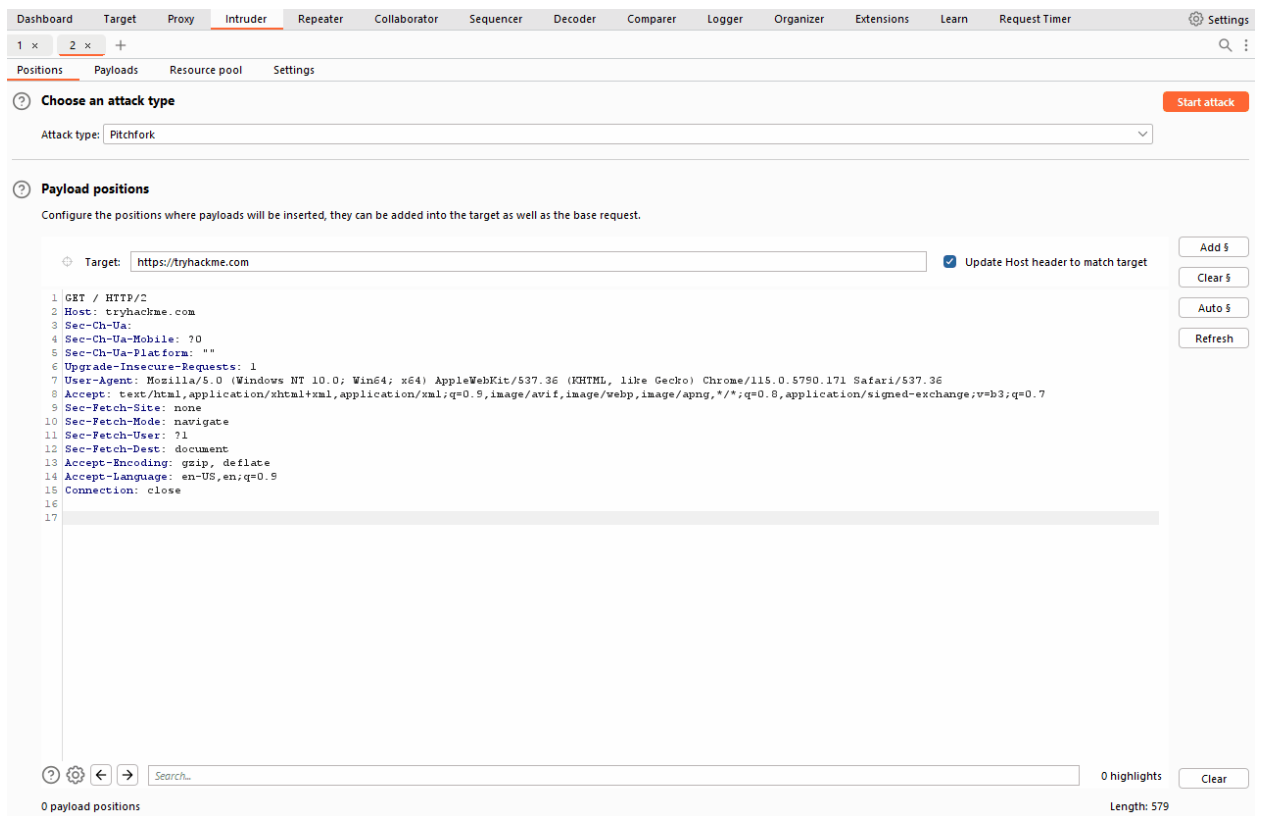 Dashboard Target Proxy Intruder Repeater Collaborator Sequencer Decoder Comparer Logger Organizer Extensions Learn Request Timer Settings
1 × 2 × +
Positions Payloads Resource pool Settings
? Choose an attack type Start attack
Attack type: Pitchfork
? Payload positions
Configure the positions where payloads will be inserted, they can be added into the target as well as the base request.
Add §
Target: https://tryhackme.com Update Host header to match target
Clear §
Auto §
Refresh
1 GET / HTTP/2
2 Host: tryhackme.com
3 Sec-Ch-Ua:
4 Sec-Ch-Ua-Mobile: ?0
5 Sec-Ch-Ua-Platform: ""
6 Upgrade-Insecure-Requests: 1
7 User-Agent: Mozilla/5.0 (Windows NT 10.0; Win64; x64) AppleWebKit/537.36 (KHTML, like Gecko) Chrome/115.0.5790.171 Safari/537.36
8 Accept: text/html,application/xhtml+xml,application/xml;q=0.9,image/avif,image/webp,image/apng,*/*;q=0.8,application/signed-exchange;v=b3;q=0.7
9 Sec-Fetch-Site: none
10 Sec-Fetch-Mode: navigate
11 Sec-Fetch-User: ?1
12 Sec-Fetch-Dest: document
13 Accept-Encoding: gzip, deflate
14 Accept-Language: en-US,en;q=0.9
15 Connection: close
16
17
? Search... 0 highlights Clear
0 payload positions Length: 579